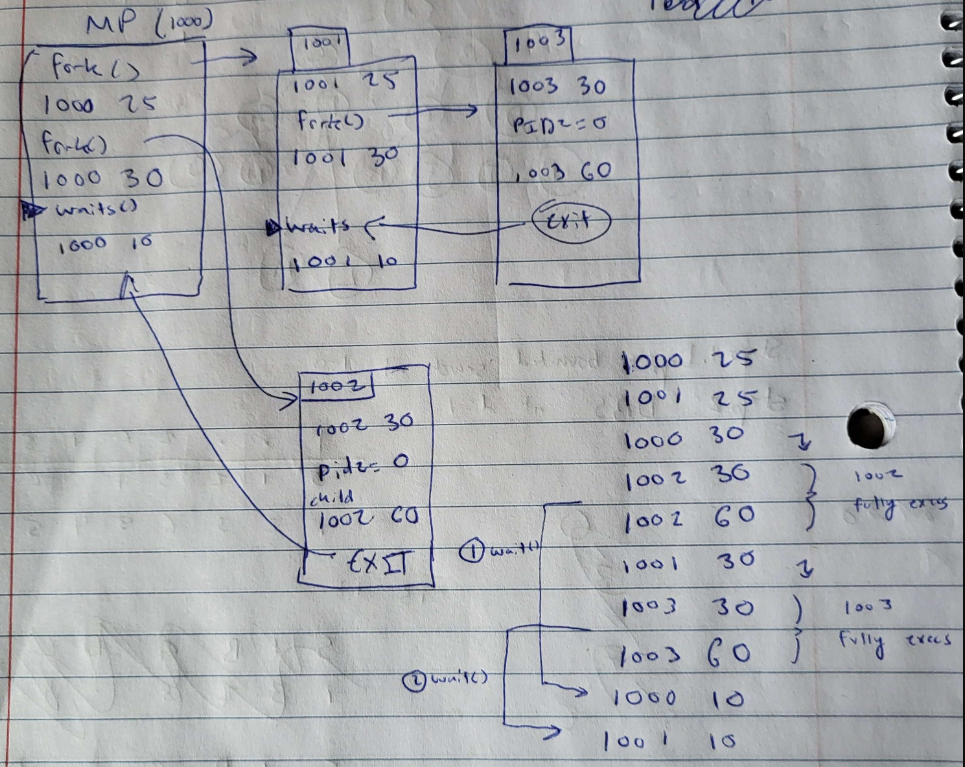 MP (1000)
fork()
1000 25
fork()
1000 30
waits()
1000 10
1001
1001 25
fork()
1001 30
waits
1001 10
1003
1003 30
PID2=0
1003 60
Exit
1002
1002 30
pid2= 0
child
1002 60
EXIT
1000 25
1001 25
1000 30
1002 30
1002 60
1002
fully execs
1001 30
1003 30
1003 60
1003
fully execs
1000 10
1001 10
① wait()
② wait()